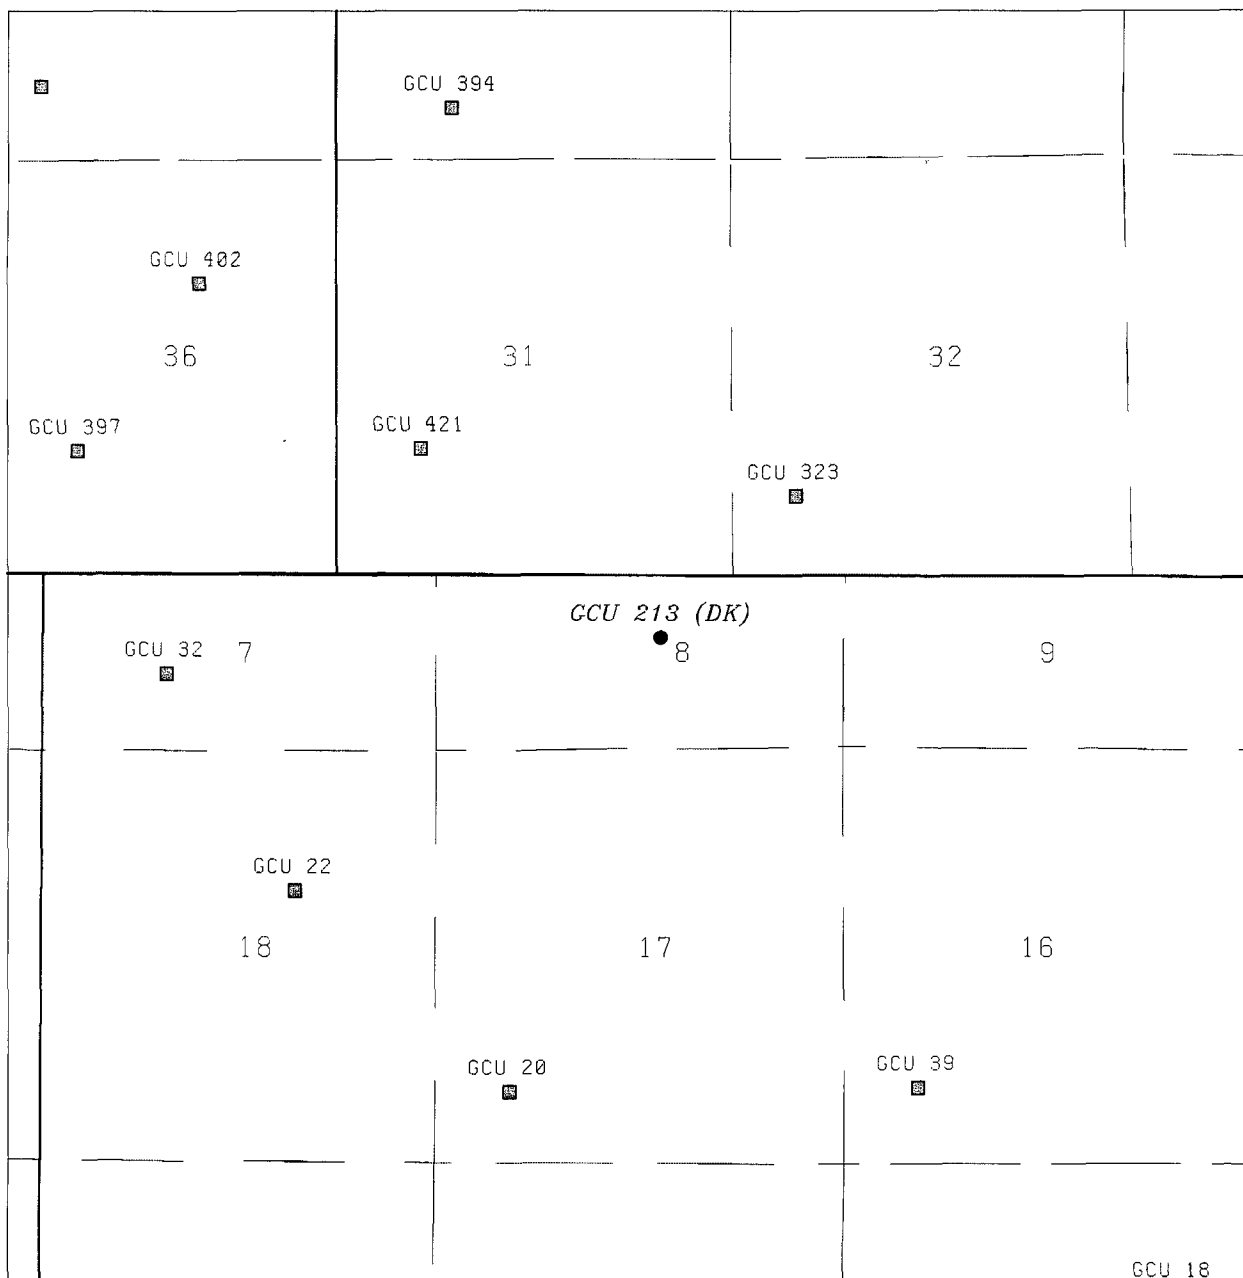 GCU 394
GCU 402
36
31
32
GCU 397
GCU 421
GCU 323
GCU 213 (DK)
GCU 32
7
8
9
GCU 22
18
17
16
GCU 20
GCU 39
GCU 18